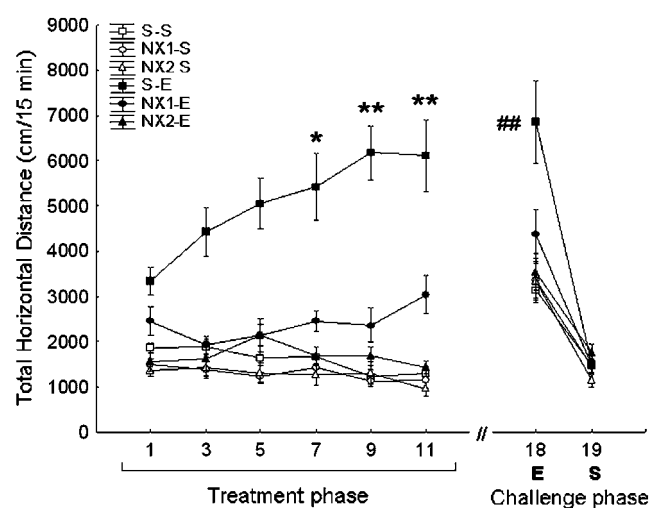 Total Horizontal Distance (cm/15 min)
9000
8000
7000
6000
5000
4000
3000
2000
1000
0
S-S
NX1-S
NX2 S
S-E
NX1-E
NX2-E
*
**
**
##
1 3 5 7 9 11 // 18 19
E S
Treatment phase
Challenge phase